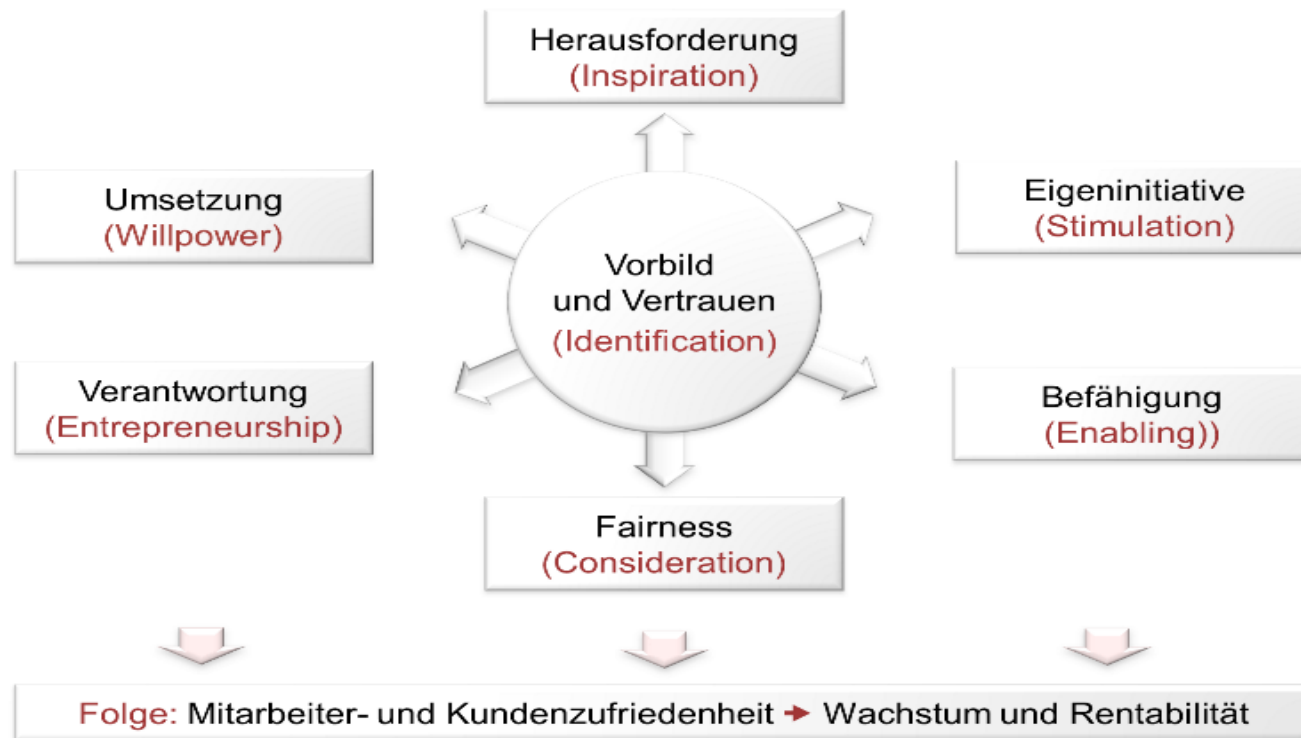 Herausforderung
(Inspiration)
Umsetzung
(Willpower)
Eigeninitiative
(Stimulation)
Vorbild
und Vertrauen
(Identification)
Verantwortung
(Entrepreneurship)
Befähigung
(Enabling))
Fairness
(Consideration)
Folge: Mitarbeiter- und Kundenzufriedenheit → Wachstum und Rentabilität